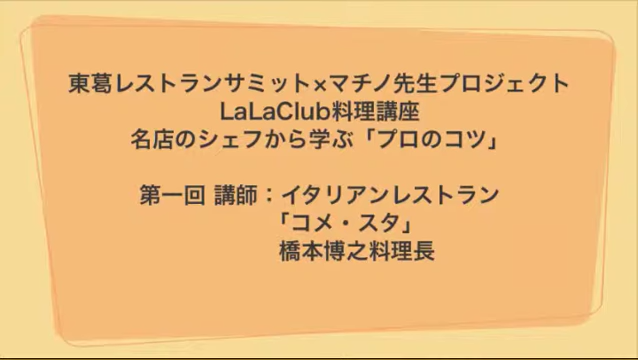 東葛レストランサミット×マチノ先生プロジェクト
LaLaClub料理講座
名店のシェフから学ぶ「プロのコツ」
第一回 講師：イタリアンレストラン
「コメ・スタ」
橋本博之料理長